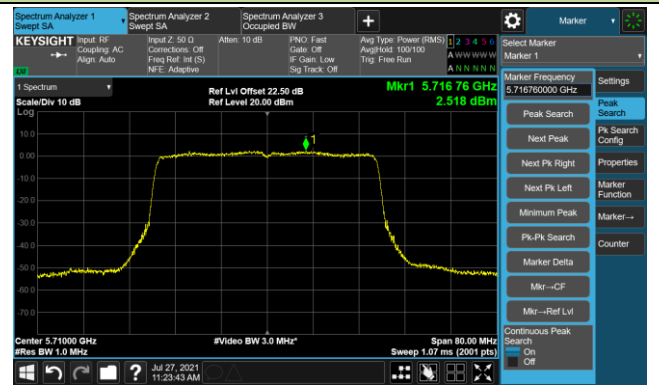 Spectrum Analyzer 1
Swept SA
Spectrum Analyzer 2
Swept SA
Spectrum Analyzer 3
Occupied BW
Marker
KEYSIGHT
Input: RF
Coupling: AC
Align: Auto
Input Z: 50 Ω
Corrections: Off
Freq Ref: Int (S)
NFE: Adaptive
Atten: 10 dB
PNO: Fast
Gate: Off
IF Gain: Low
Sig Track: Off
Avg Type: Power (RMS)
Avg|Hold: 100/100
Trig: Free Run
1 2 3 4 5 6
A W W W W W
A N N N N N
Select Marker
Marker 1
1 Spectrum
Scale/Div 10 dB
Log
Ref Lvl Offset 22.50 dB
Ref Level 20.00 dBm
Mkr1 5.716 76 GHz
2.518 dBm
10.0
0.00
-10.0
-20.0
-30.0
-40.0
-50.0
-60.0
-70.0
1
Center 5.71000 GHz
#Res BW 1.0 MHz
#Video BW 3.0 MHz*
Span 80.00 MHz
Sweep 1.07 ms (2001 pts)
Marker Frequency
5.716760000 GHz
Peak Search
Next Peak
Next Pk Right
Next Pk Left
Minimum Peak
Pk-Pk Search
Marker Delta
Mkr→CF
Mkr→Ref Lvl
Continuous Peak
Search
On
Off
Settings
Peak
Search
Pk Search
Config
Properties
Marker
Function
Marker→
Counter
Jul 27, 2021
11:23:43 AM